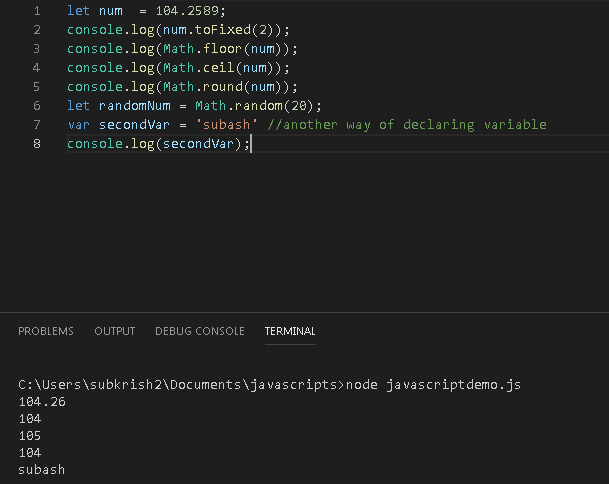 1 let num  = 104.2589;
2 console.log(num.toFixed(2));
3 console.log(Math.floor(num));
4 console.log(Math.ceil(num));
5 console.log(Math.round(num));
6 let randomNum = Math.random(20);
7 var secondVar = 'subash' //another way of declaring variable
8 console.log(secondVar);
PROBLEMS OUTPUT DEBUG CONSOLE TERMINAL
C:\Users\subkrish2\Documents\javascripts>node javascriptdemo.js
104.26
104
105
104
subash